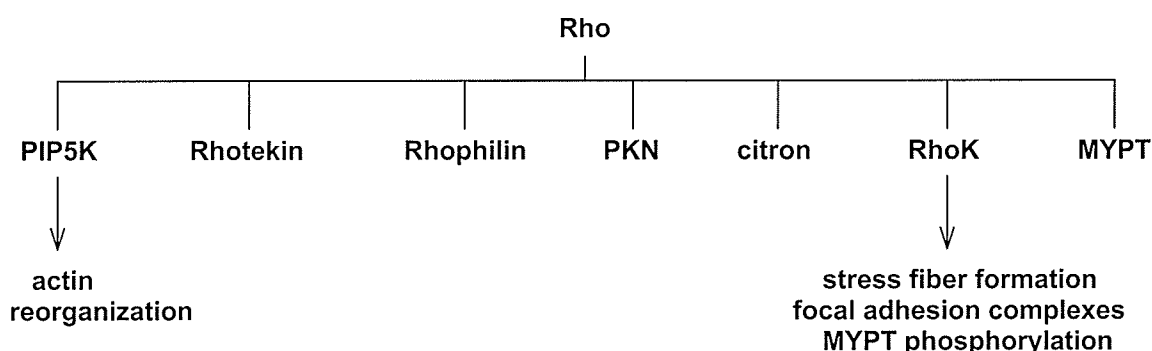 Rho
PIP5K Rhotekin Rhophilin PKN citron RhoK MYPT
actin
reorganization
stress fiber formation
focal adhesion complexes
MYPT phosphorylation